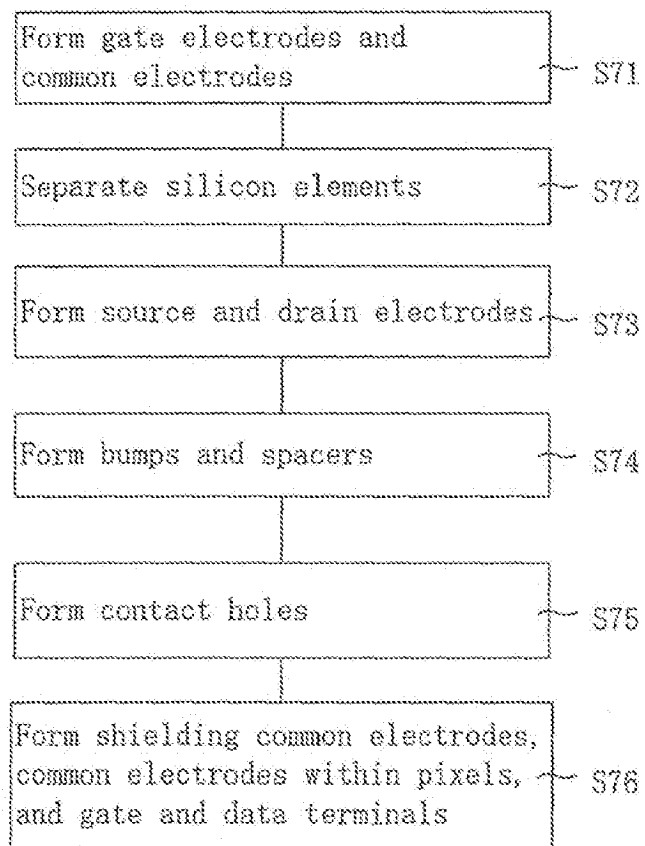 Form gate electrodes and
common electrodes
S71
Separate silicon elements
S72
Form source and drain electrodes
S73
Form bumps and spacers
S74
Form contact holes
S75
Form shielding common electrodes,
common electrodes within pixels,
and gate and data terminals
S76